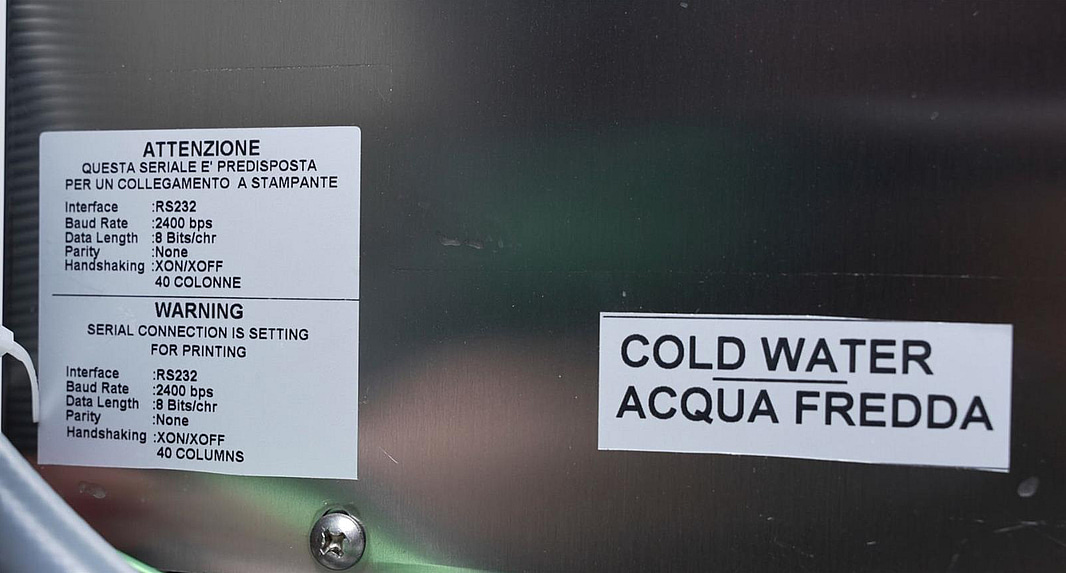 ATTENZIONE
QUESTA SERIALE E' PREDISPOSTA
PER UN COLLEGAMENTO A STAMPANTE
Interface :RS232
Baud Rate :2400 bps
Data Length :8 Bits/chr
Parity :None
Handshaking :XON/XOFF
40 COLONNE
WARNING
SERIAL CONNECTION IS SETTING
FOR PRINTING
Interface :RS232
Baud Rate :2400 bps
Data Length :8 Bits/chr
Parity :None
Handshaking :XON/XOFF
40 COLUMNS
COLD WATER
ACQUA FREDDA